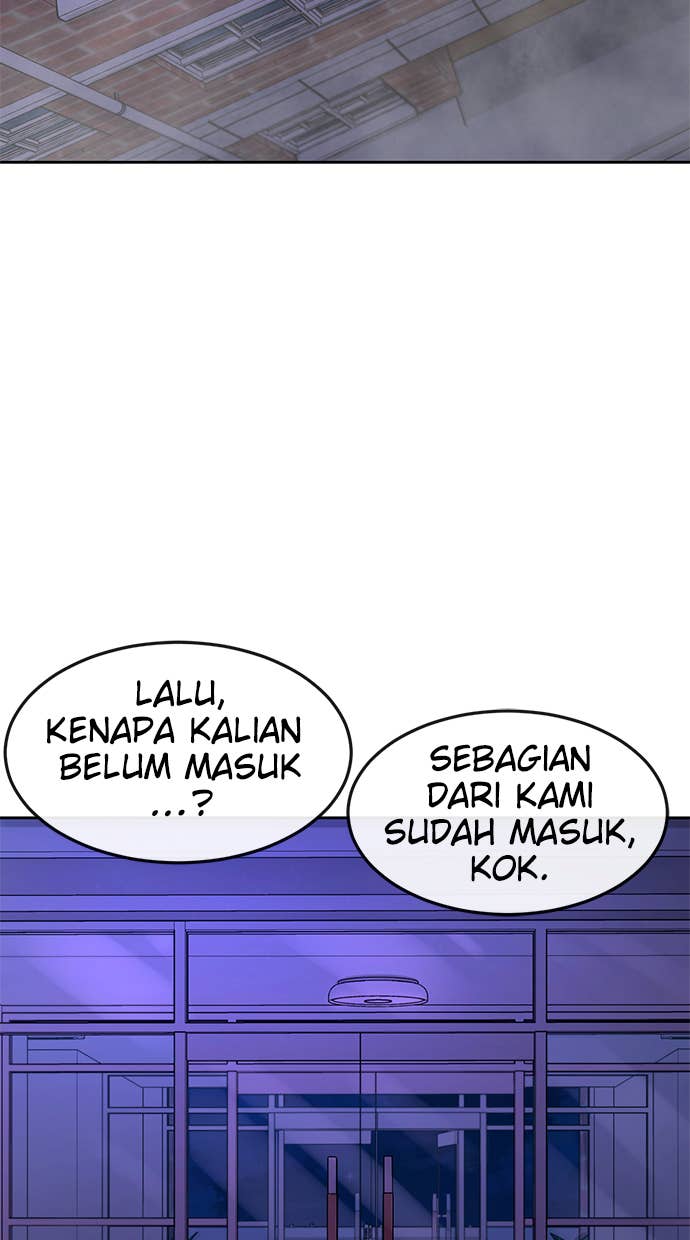 LALU,
KENAPA KALIAN
BELUM MASUK
...?
SEBAGIAN
DARI KAMI
SUDAH MASUK,
KOK.